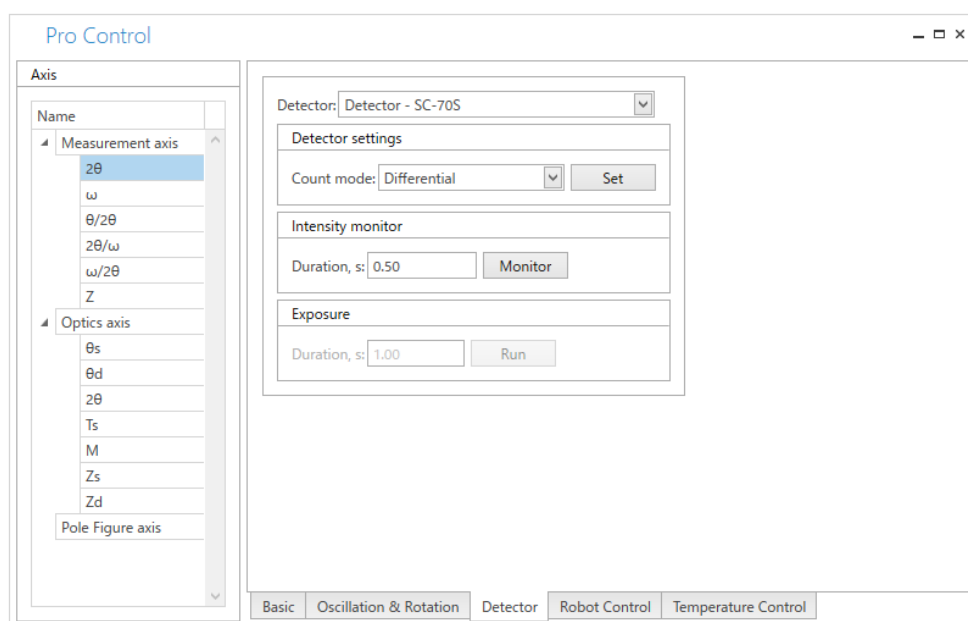 Pro Control
Axis
Name
Measurement axis
2θ
ω
θ/2θ
2θ/ω
ω/2θ
Z
Optics axis
θs
θd
2θ
Ts
M
Zs
Zd
Pole Figure axis
Detector: Detector - SC-70S
Detector settings
Count mode: Differential Set
Intensity monitor
Duration, s: 0.50 Monitor
Exposure
Duration, s: 1.00 Run
Basic Oscillation & Rotation Detector Robot Control Temperature Control